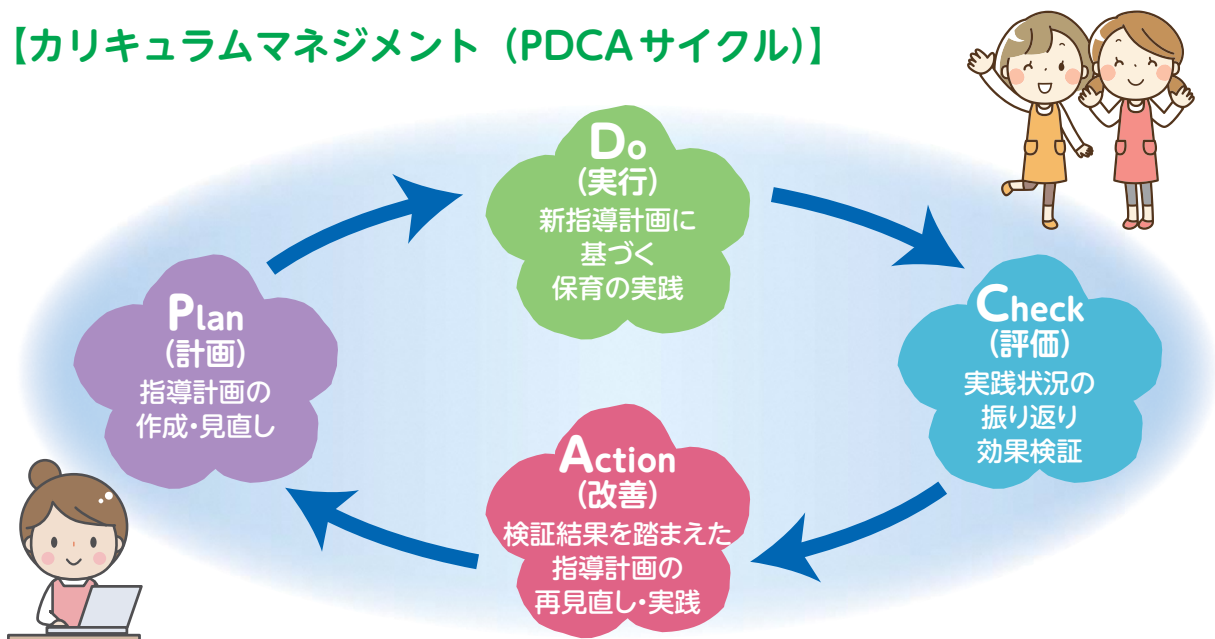 【カリキュラムマネジメント（PDCAサイクル）】
Do
（実行）
新指導計画に
基づく
保育の実践
Plan
（計画）
指導計画の
作成・見直し
Check
（評価）
実践状況の
振り返り
効果検証
Action
（改善）
検証結果を踏まえた
指導計画の
再見直し・実践